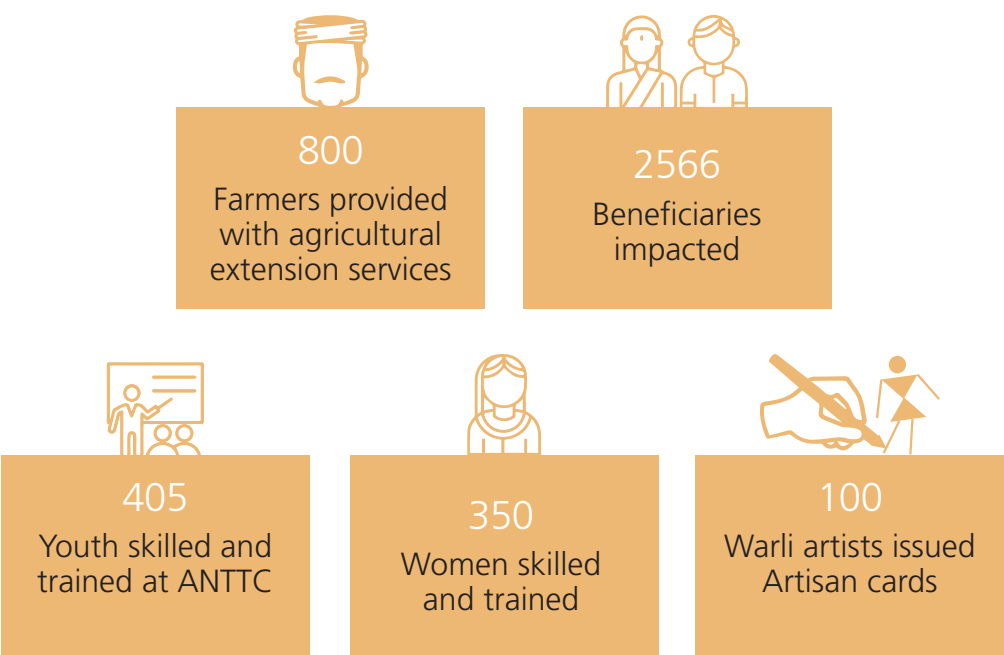 800
Farmers provided
with agricultural
extension services
2566
Beneficiaries
impacted
405
Youth skilled and
trained at ANTTC
350
Women skilled
and trained
100
Warli artists issued
Artisan cards